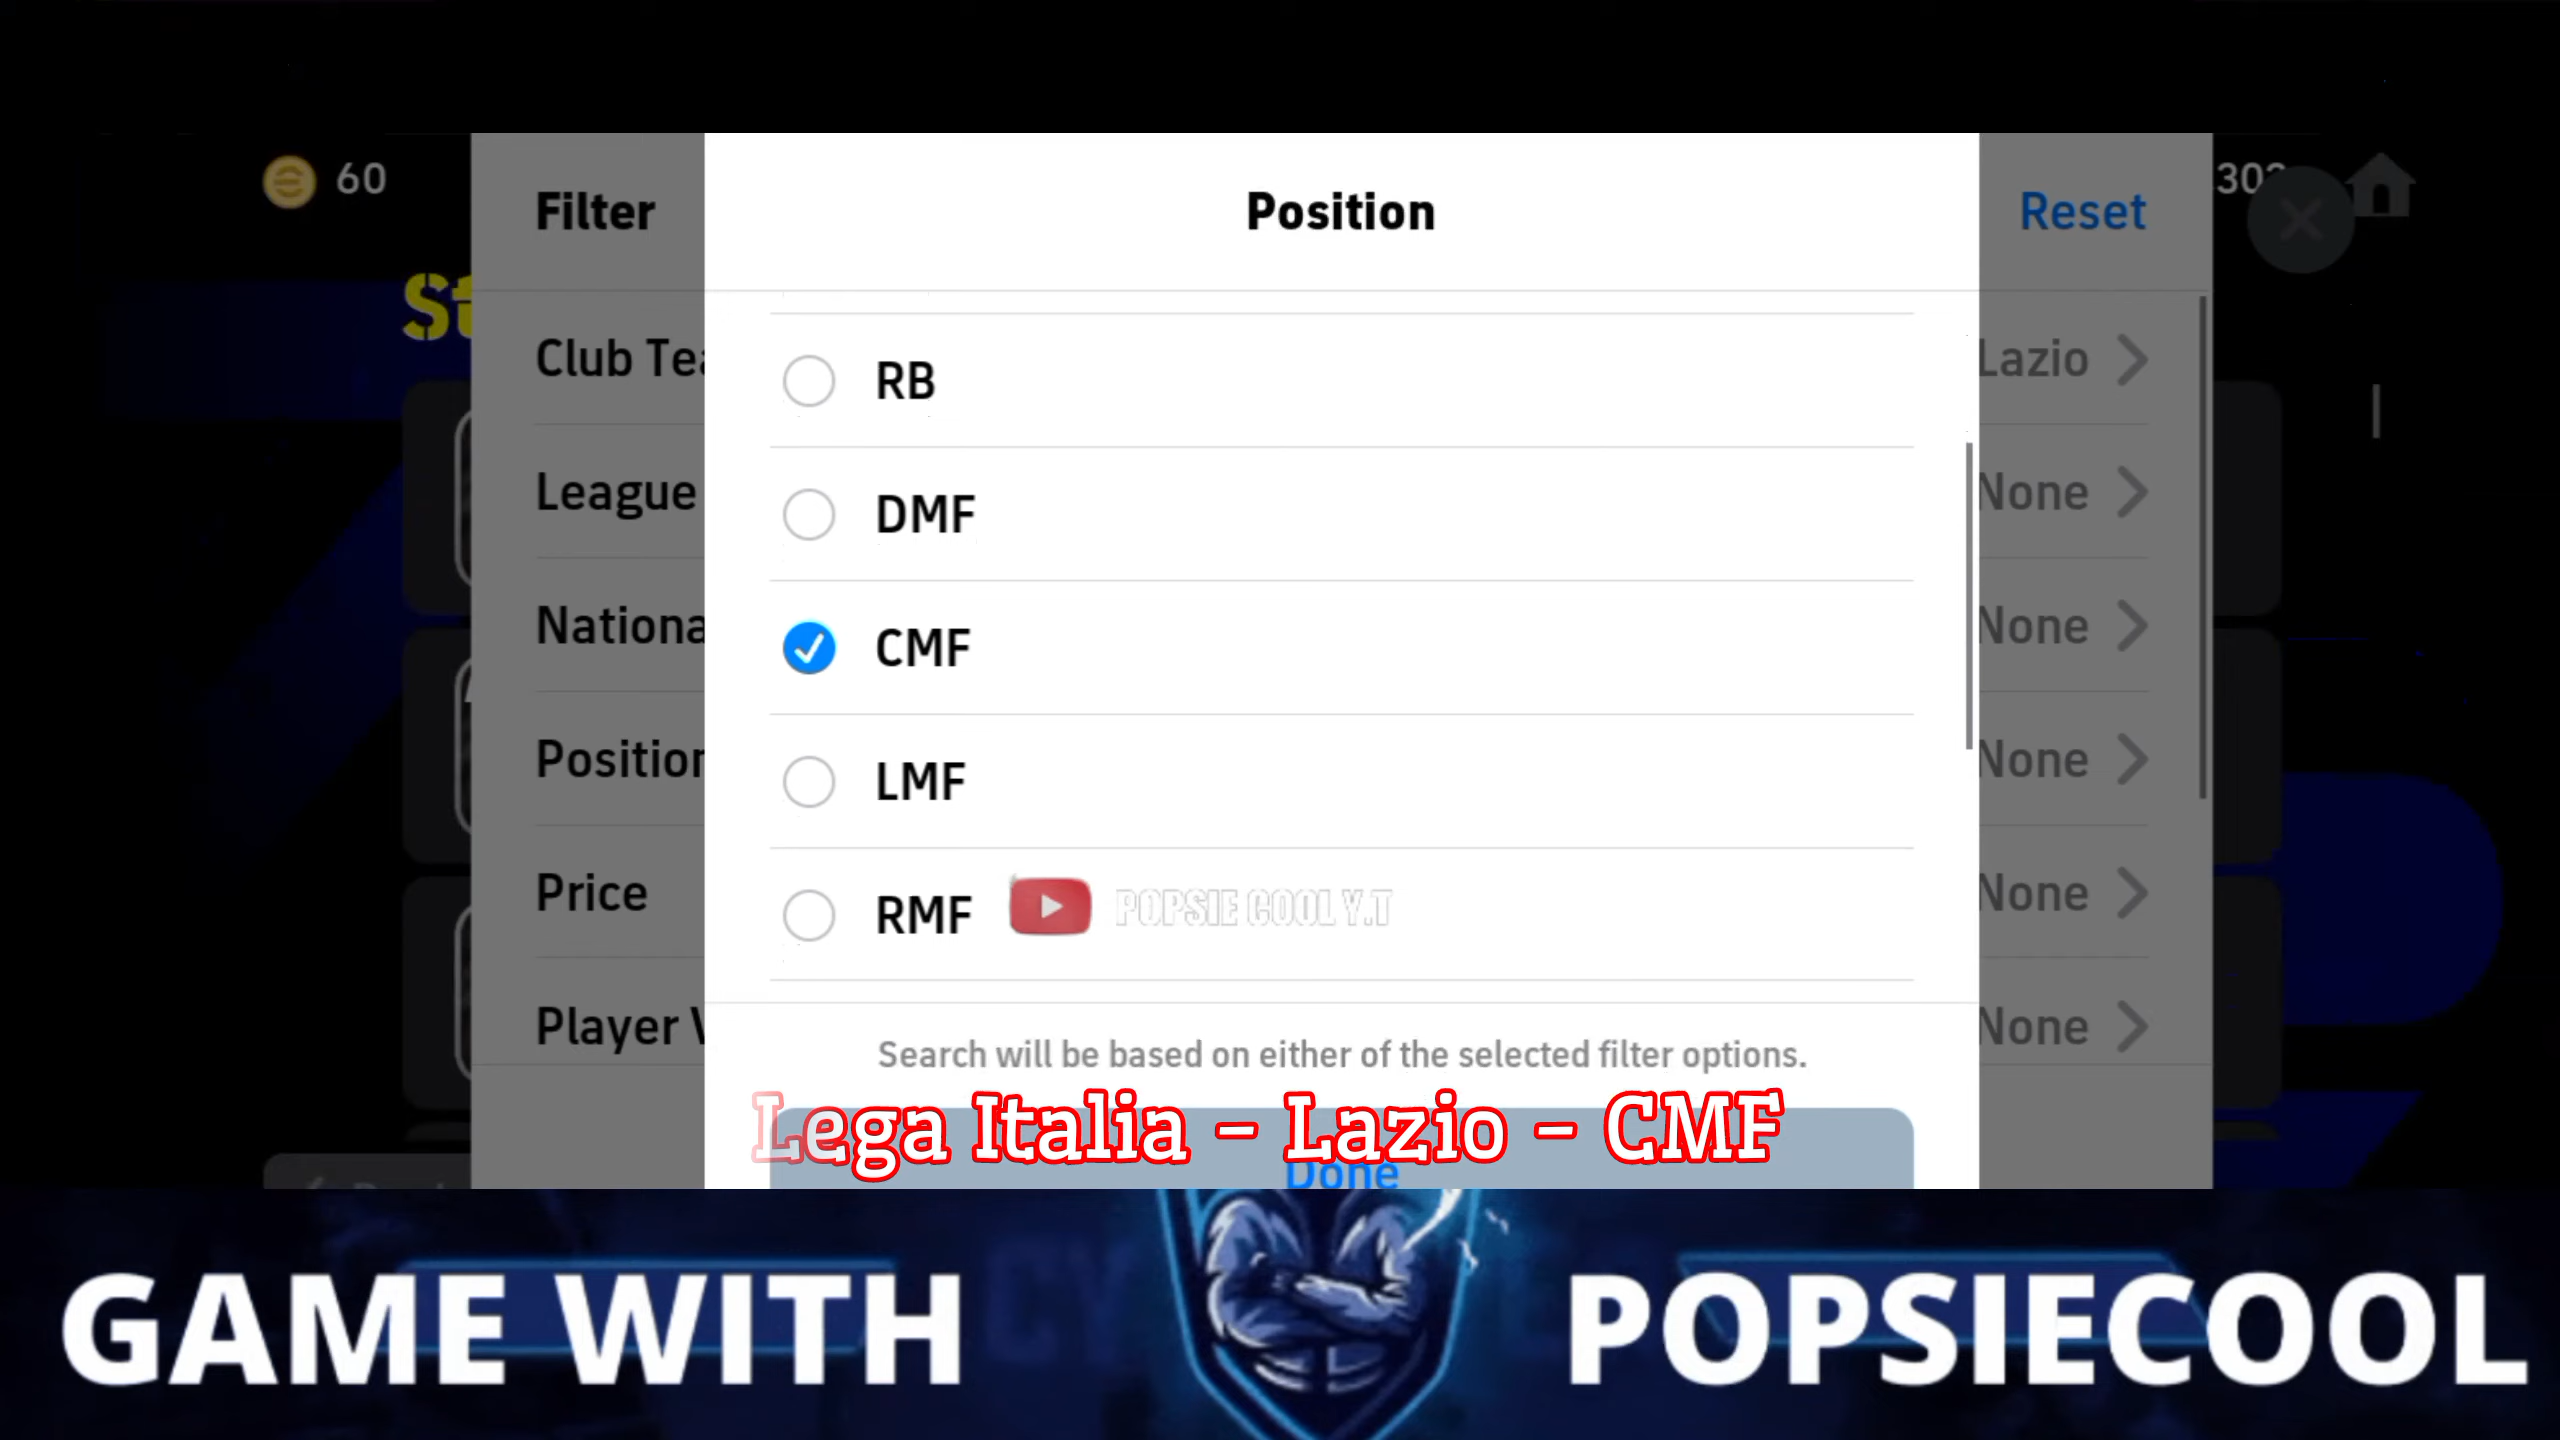 60
Filter
Position
Reset
St
Club Tea
Lazio
RB
League
None
DMF
Nationa
None
CMF
Position
None
LMF
Price
None
RMF
POPSIE COOL Y.T
Player
None
Search will be based on either of the selected filter options.
Lega Italia - Lazio - CMF
Done
GAME WITH
POPSIECOOL